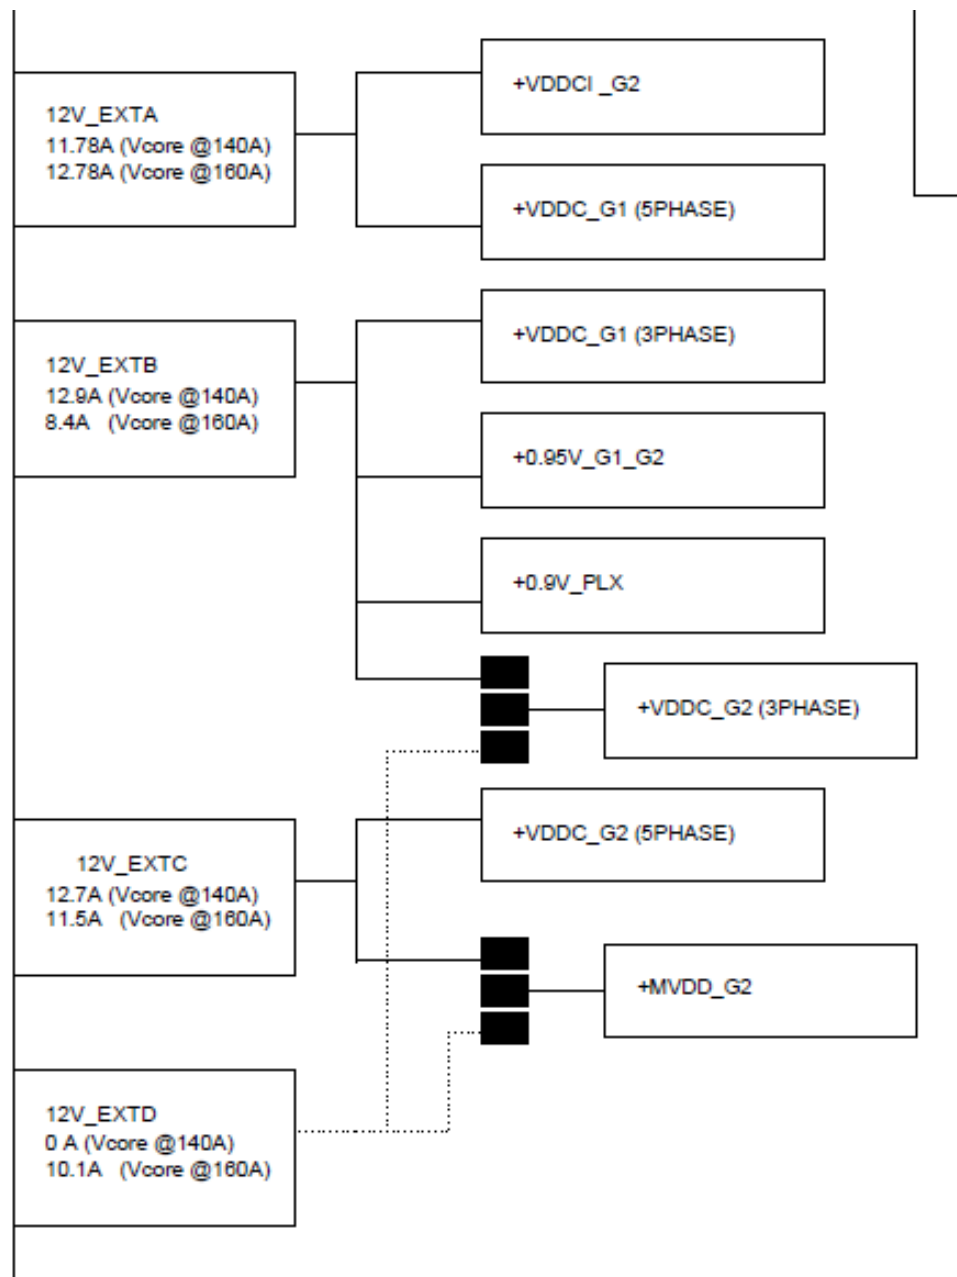 +VDDCI _G2
12V_EXTA
11.78A (Vcore @140A)
12.78A (Vcore @160A)
+VDDC_G1 (5PHASE)
+VDDC_G1 (3PHASE)
12V_EXTB
12.9A (Vcore @140A)
8.4A (Vcore @160A)
+0.95V_G1_G2
+0.9V_PLX
+VDDC_G2 (3PHASE)
+VDDC_G2 (5PHASE)
12V_EXTC
12.7A (Vcore @140A)
11.5A (Vcore @160A)
+MVDD_G2
12V_EXTD
0 A (Vcore @140A)
10.1A (Vcore @160A)